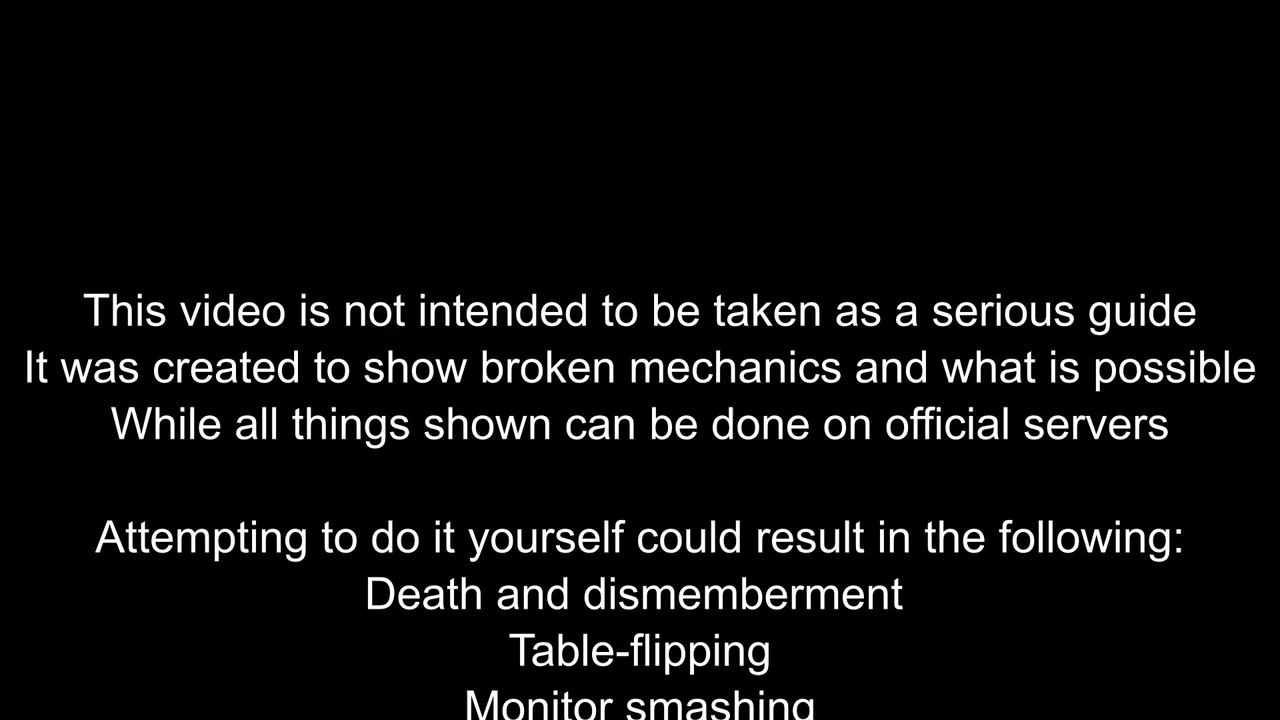 This video is not intended to be taken as a serious guide
It was created to show broken mechanics and what is possible
While all things shown can be done on official servers
Attempting to do it yourself could result in the following:
Death and dismemberment
Table-flipping
Monitor smashing